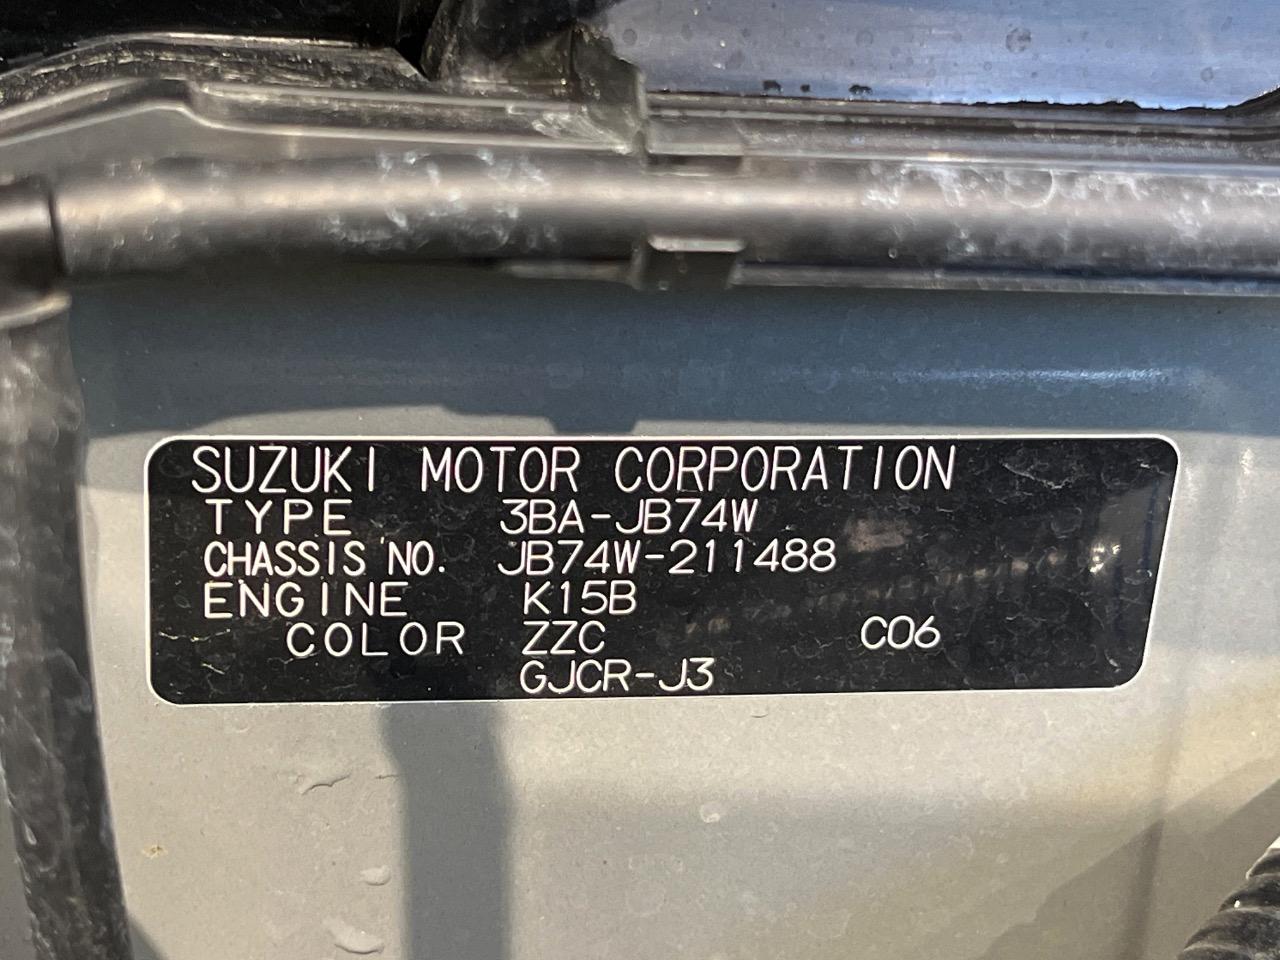 SUZUKI MOTOR CORPORATION
TYPE 3BA-JB74W
CHASSIS NO. JB74W-211488
ENGINE K15B
COLOR ZZC C06
GJCR-J3